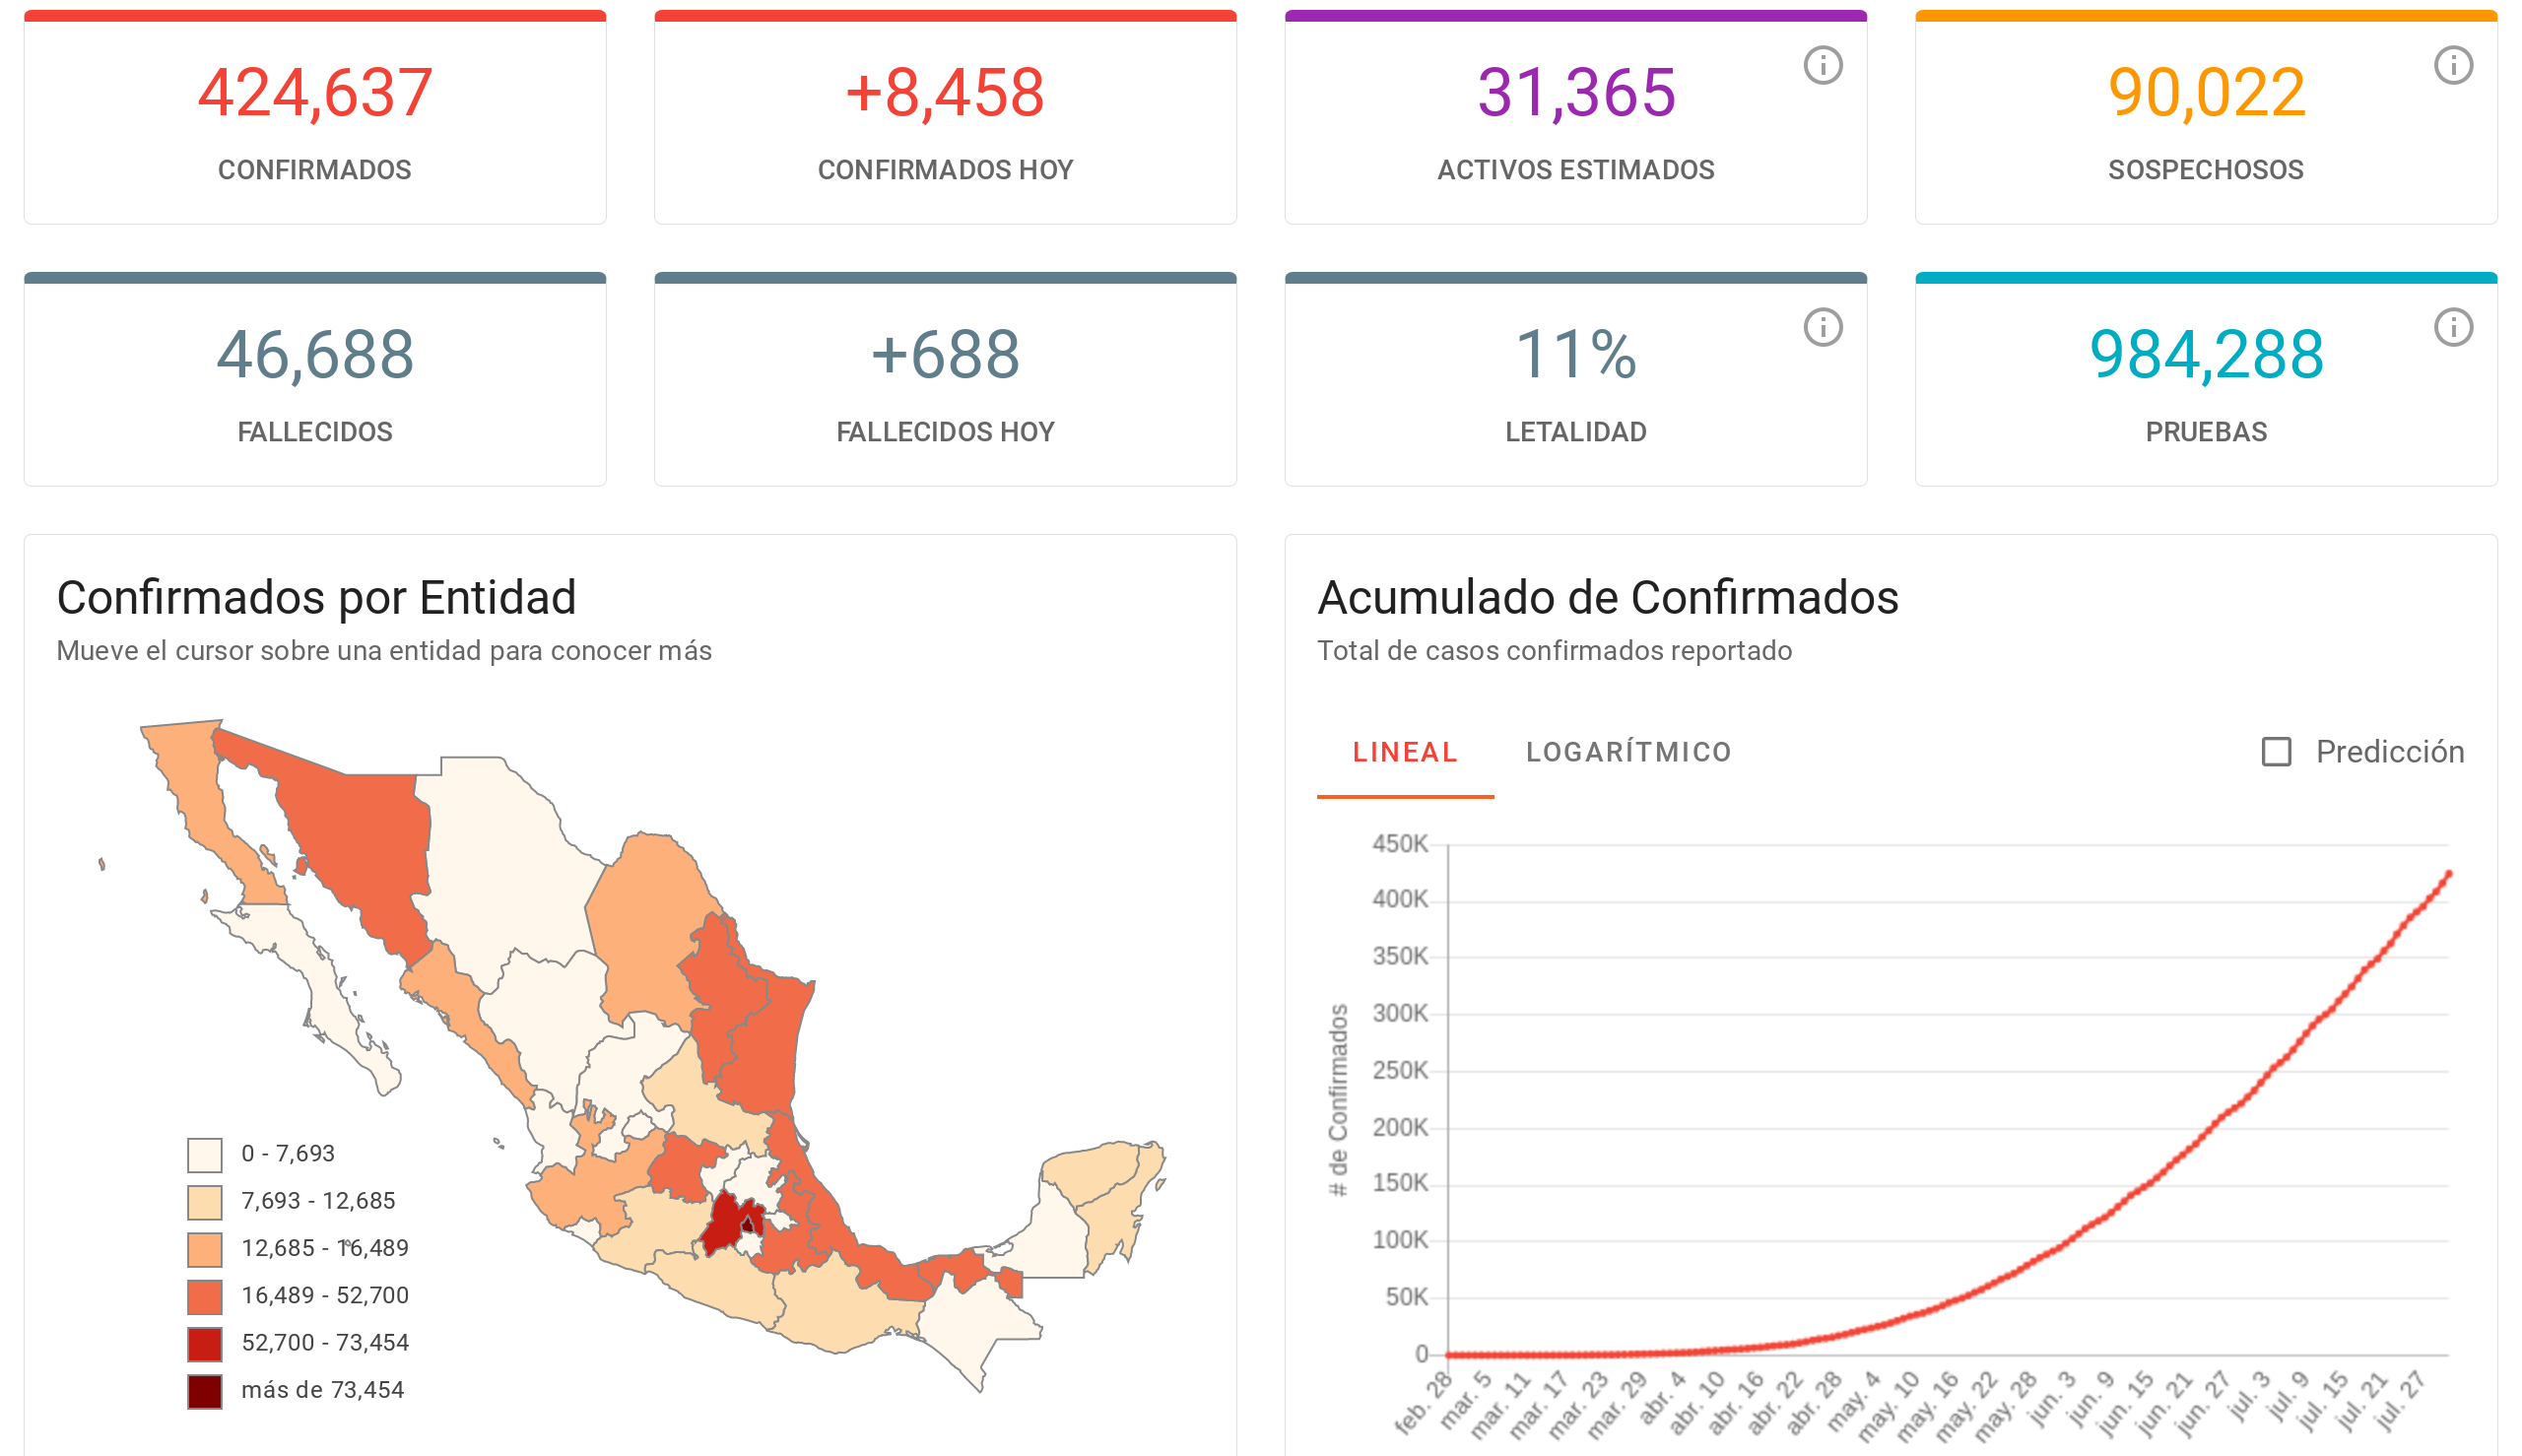 424,637
CONFIRMADOS
+8,458
CONFIRMADOS HOY
31,365
ACTIVOS ESTIMADOS
90,022
SOSPECHOSOS
46,688
FALLECIDOS
+688
FALLECIDOS HOY
11%
LETALIDAD
984,288
PRUEBAS
Confirmados por Entidad
Mueve el cursor sobre una entidad para conocer más
0 - 7,693
7,693 - 12,685
12,685 - 16,489
16,489 - 52,700
52,700 - 73,454
más de 73,454
Acumulado de Confirmados
Total de casos confirmados reportado
LINEAL
LOGARÍTMICO
Predicción
# de Confirmados
450K
400K
350K
300K
250K
200K
150K
100K
50K
0
feb. 28
mar. 5
mar. 11
mar. 17
mar. 23
mar. 29
abr. 4
abr. 10
abr. 16
abr. 22
abr. 28
may. 4
may. 10
may. 16
may. 22
may. 28
jun. 3
jun. 9
jun. 15
jun. 21
jun. 27
jul. 3
jul. 9
jul. 15
jul. 21
jul. 27